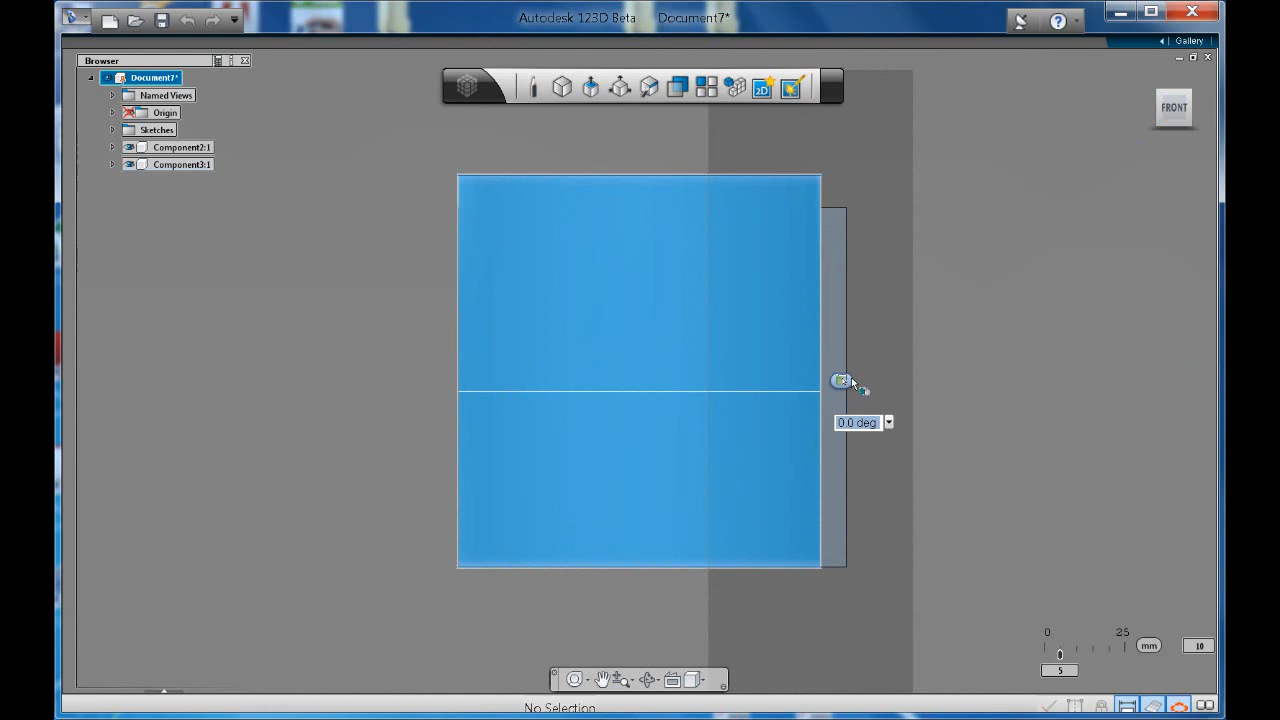 Autodesk 123D Beta Document7*
Gallery
Browser
Document7*
Named Views
Origin
Sketches
Component2:1
Component3:1
2D
FRONT
0.0 deg
0 25
mm
10
5
No Selection